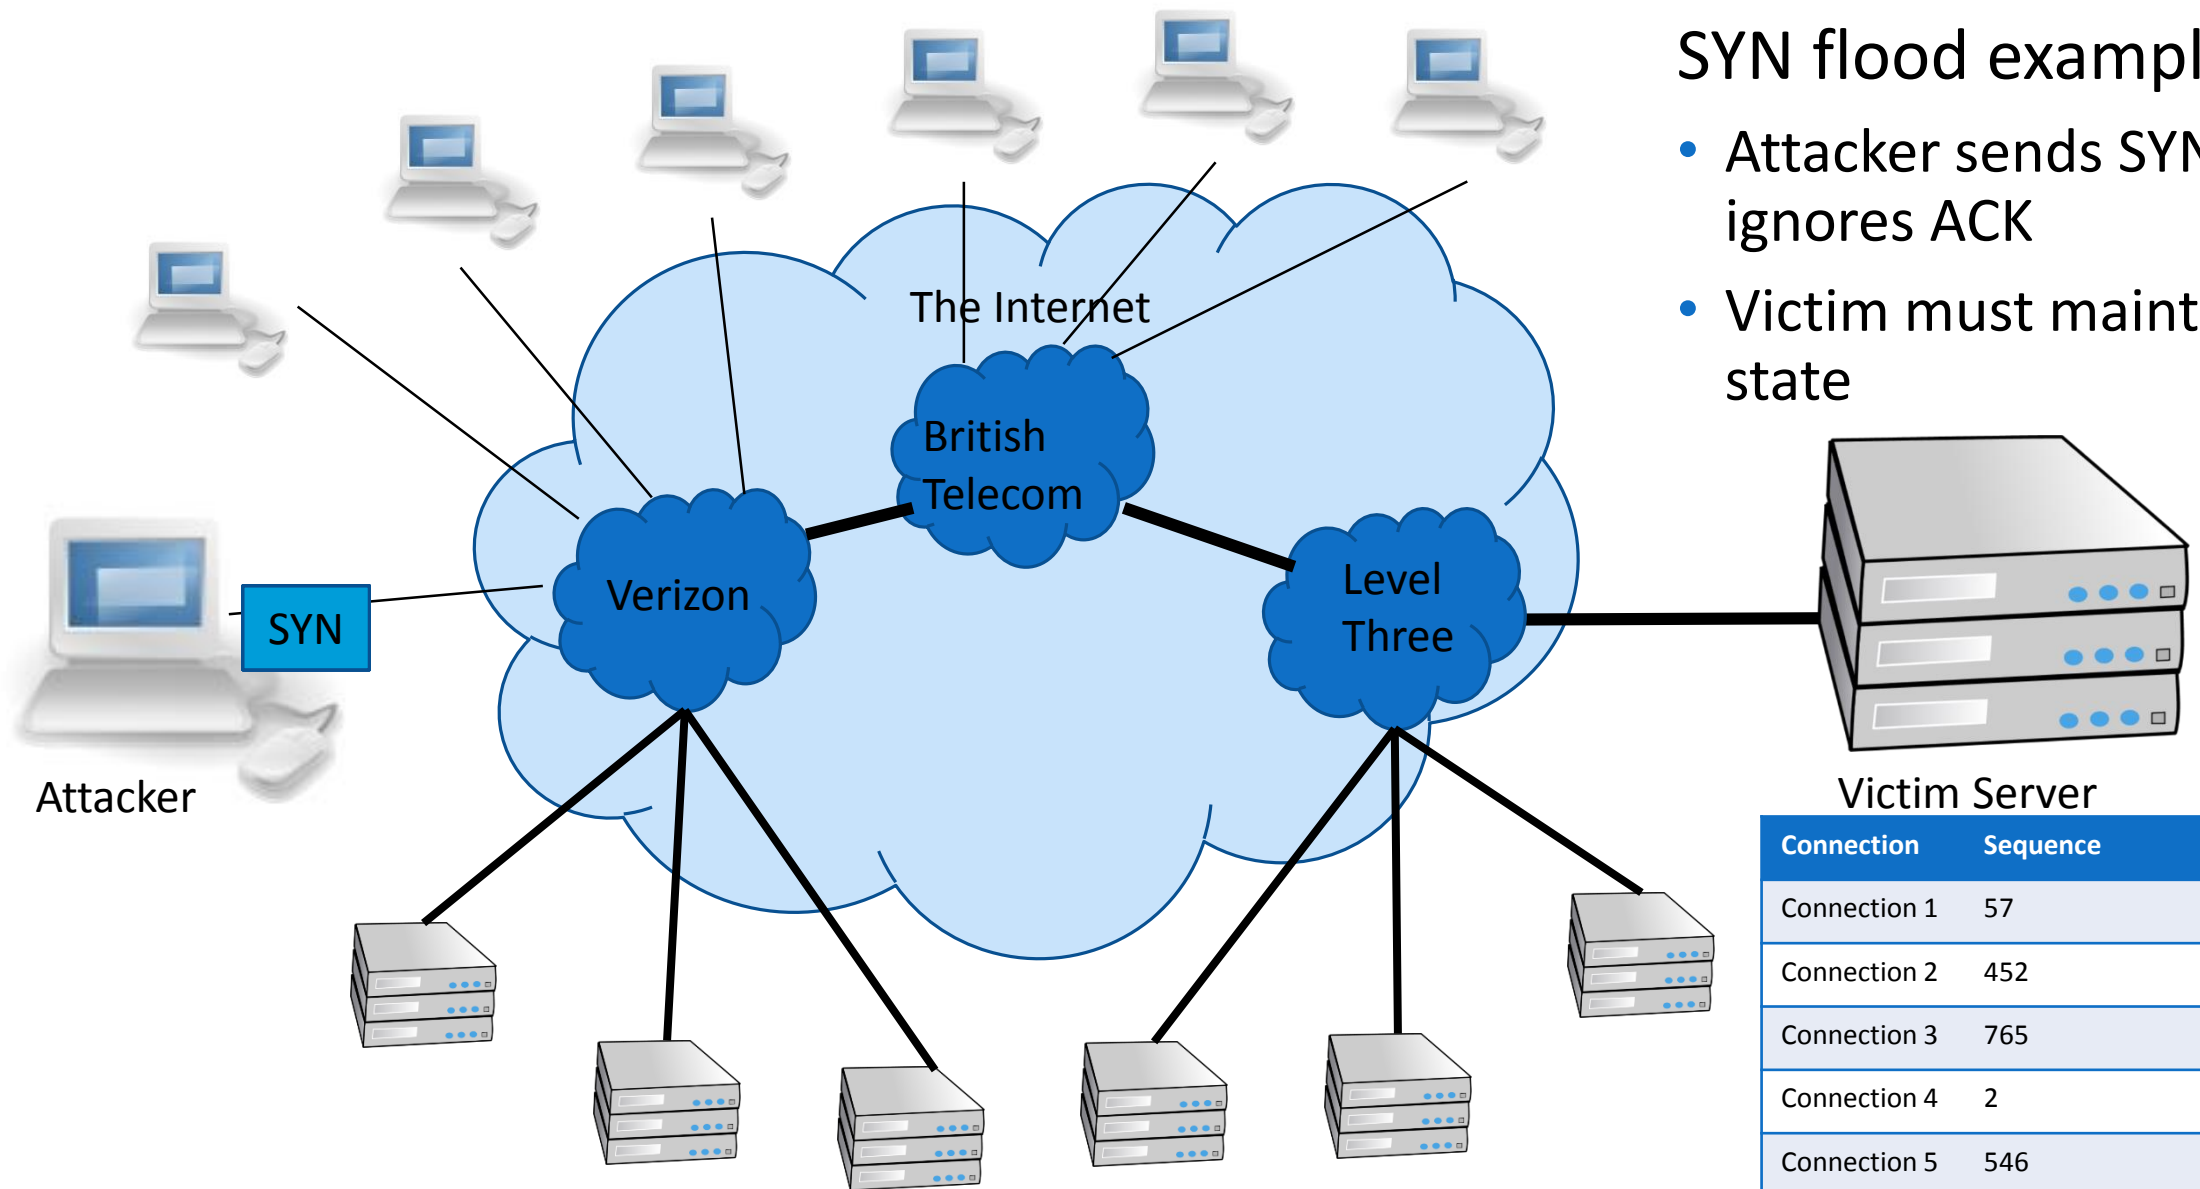 SYN flood exampl
• Attacker sends SYN
ignores ACK
• Victim must maint
state
The Internet
British
Telecom
Verizon
Level
Three
SYN
Attacker
Victim Server
Connection Sequence
Connection 1 57
Connection 2 452
Connection 3 765
Connection 4 2
Connection 5 546